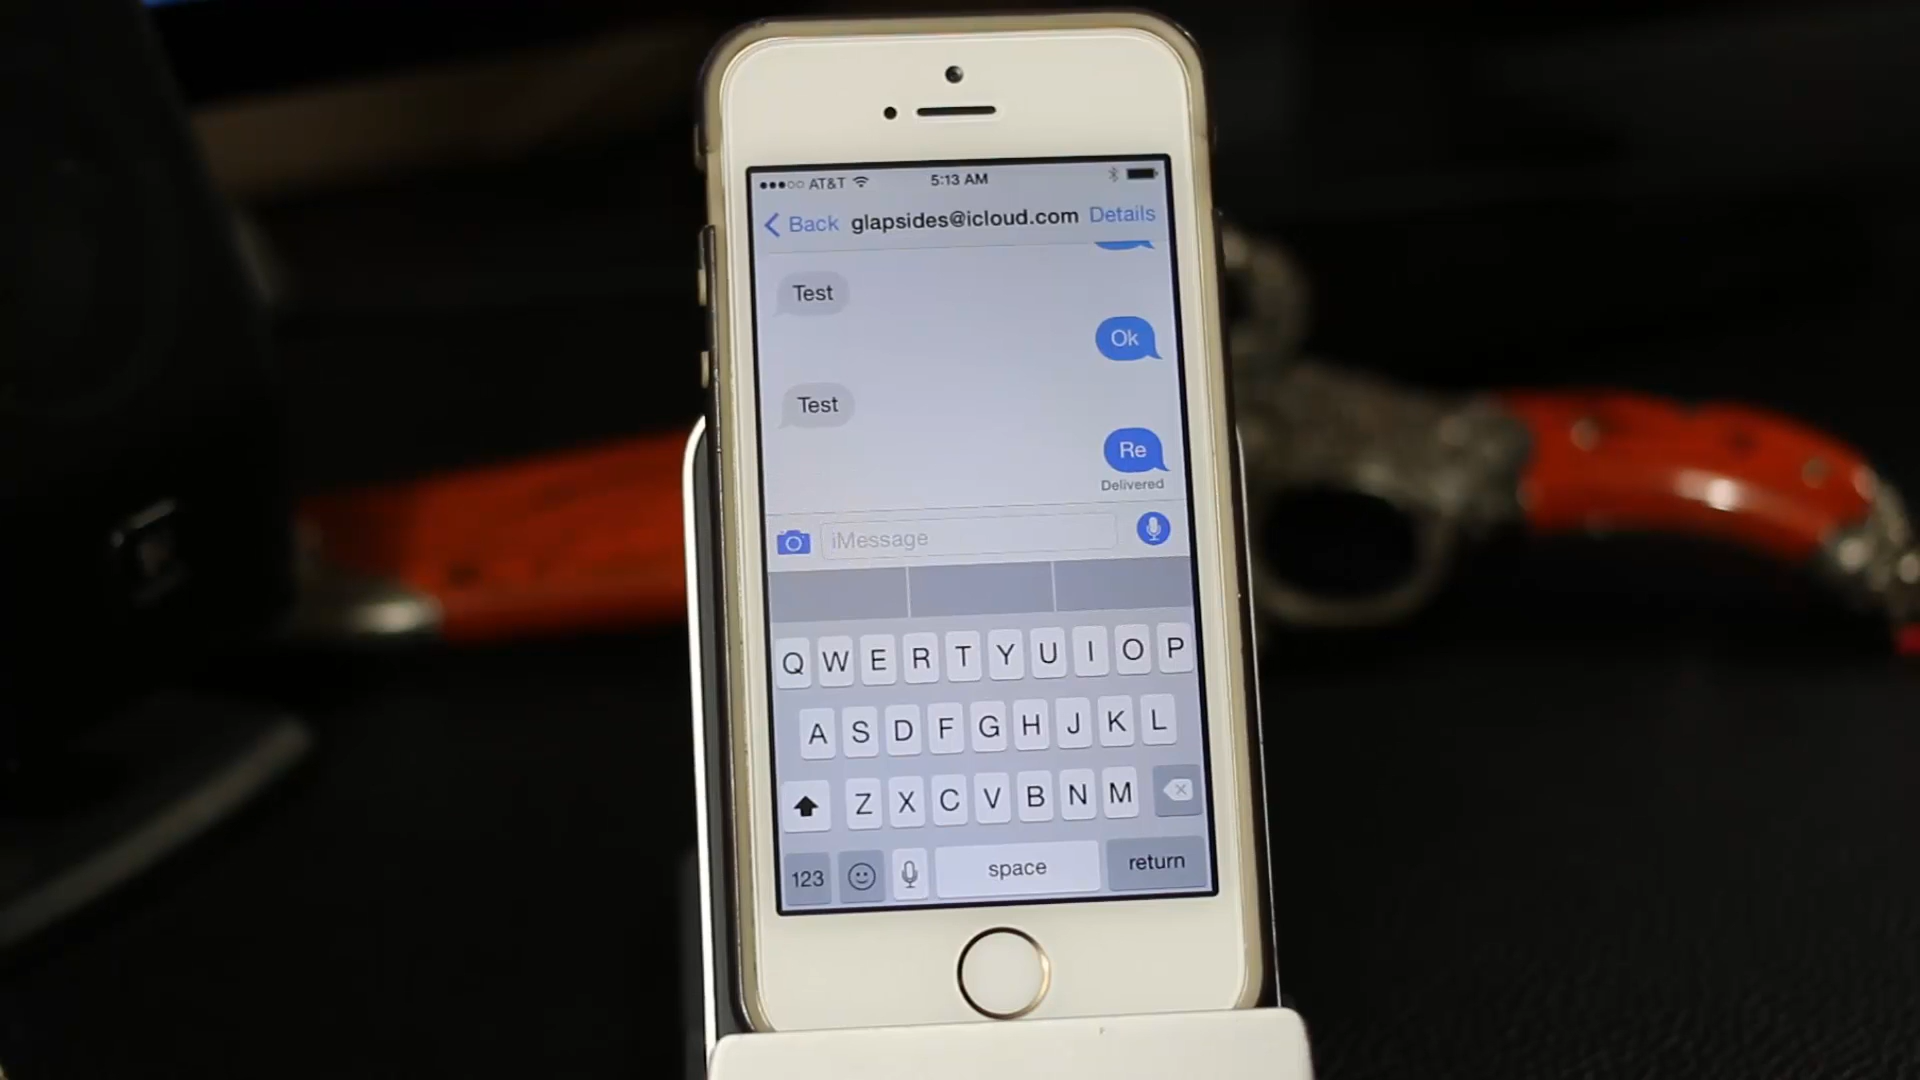 AT&T 5:13 AM
Back glapsides@icloud.com Details
Test
Ok
Test
Re
Delivered
iMessage
Q W E R T Y U I O P
A S D F G H J K L
Z X C V B N M
123 space return